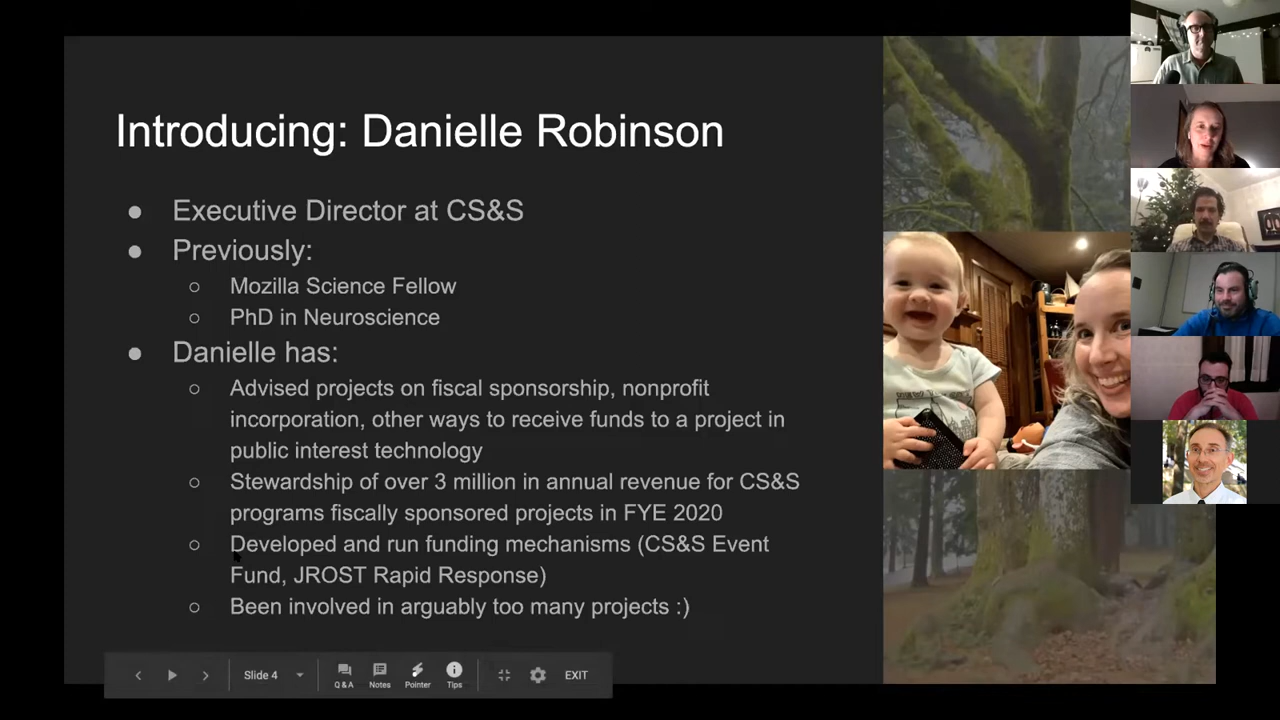 Introducing: Danielle Robinson
● Executive Director at CS&S
● Previously:
○ Mozilla Science Fellow
○ PhD in Neuroscience
● Danielle has:
○ Advised projects on fiscal sponsorship, nonprofit
incorporation, other ways to receive funds to a project in
public interest technology
○ Stewardship of over 3 million in annual revenue for CS&S
programs fiscally sponsored projects in FYE 2020
○ Developed and run funding mechanisms (CS&S Event
Fund, JROST Rapid Response)
○ Been involved in arguably too many projects :)
Slide 4
Q & A
Notes
Pointer
Tips
EXIT